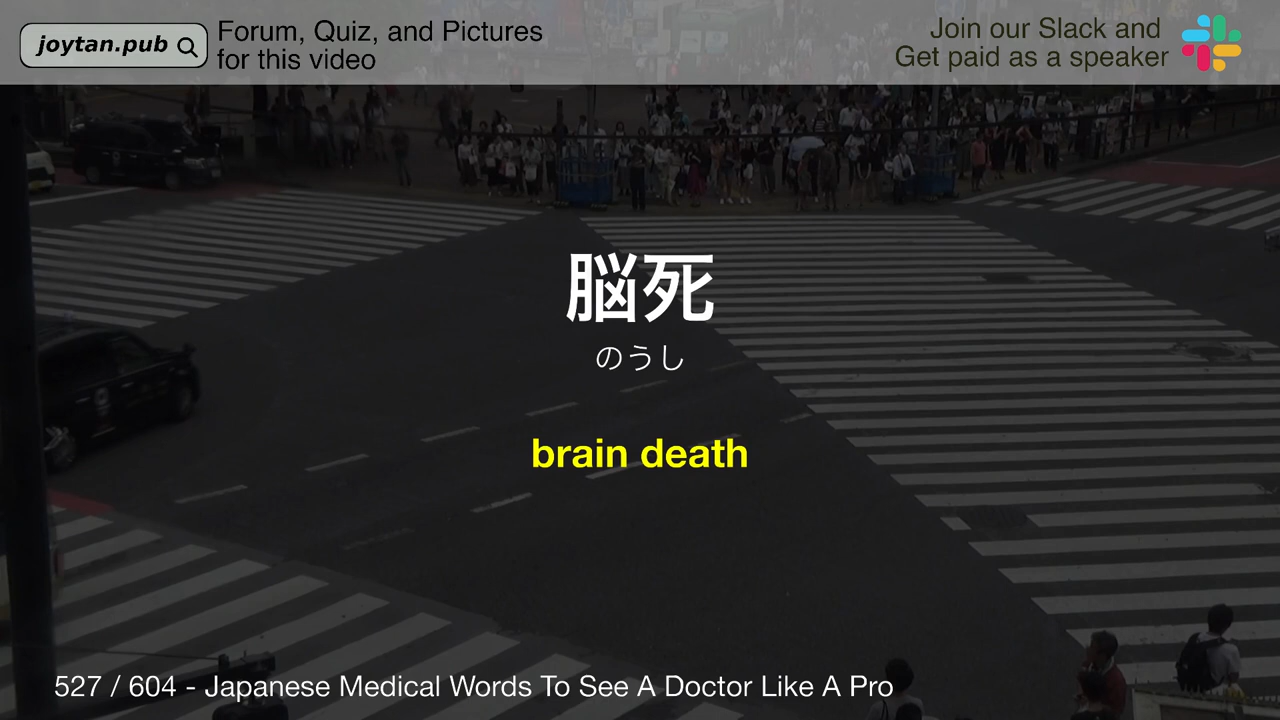 joytan.pub
Forum, Quiz, and Pictures
for this video
Join our Slack and
Get paid as a speaker
脳死
のうし
brain death
527 / 604 - Japanese Medical Words To See A Doctor Like A Pro